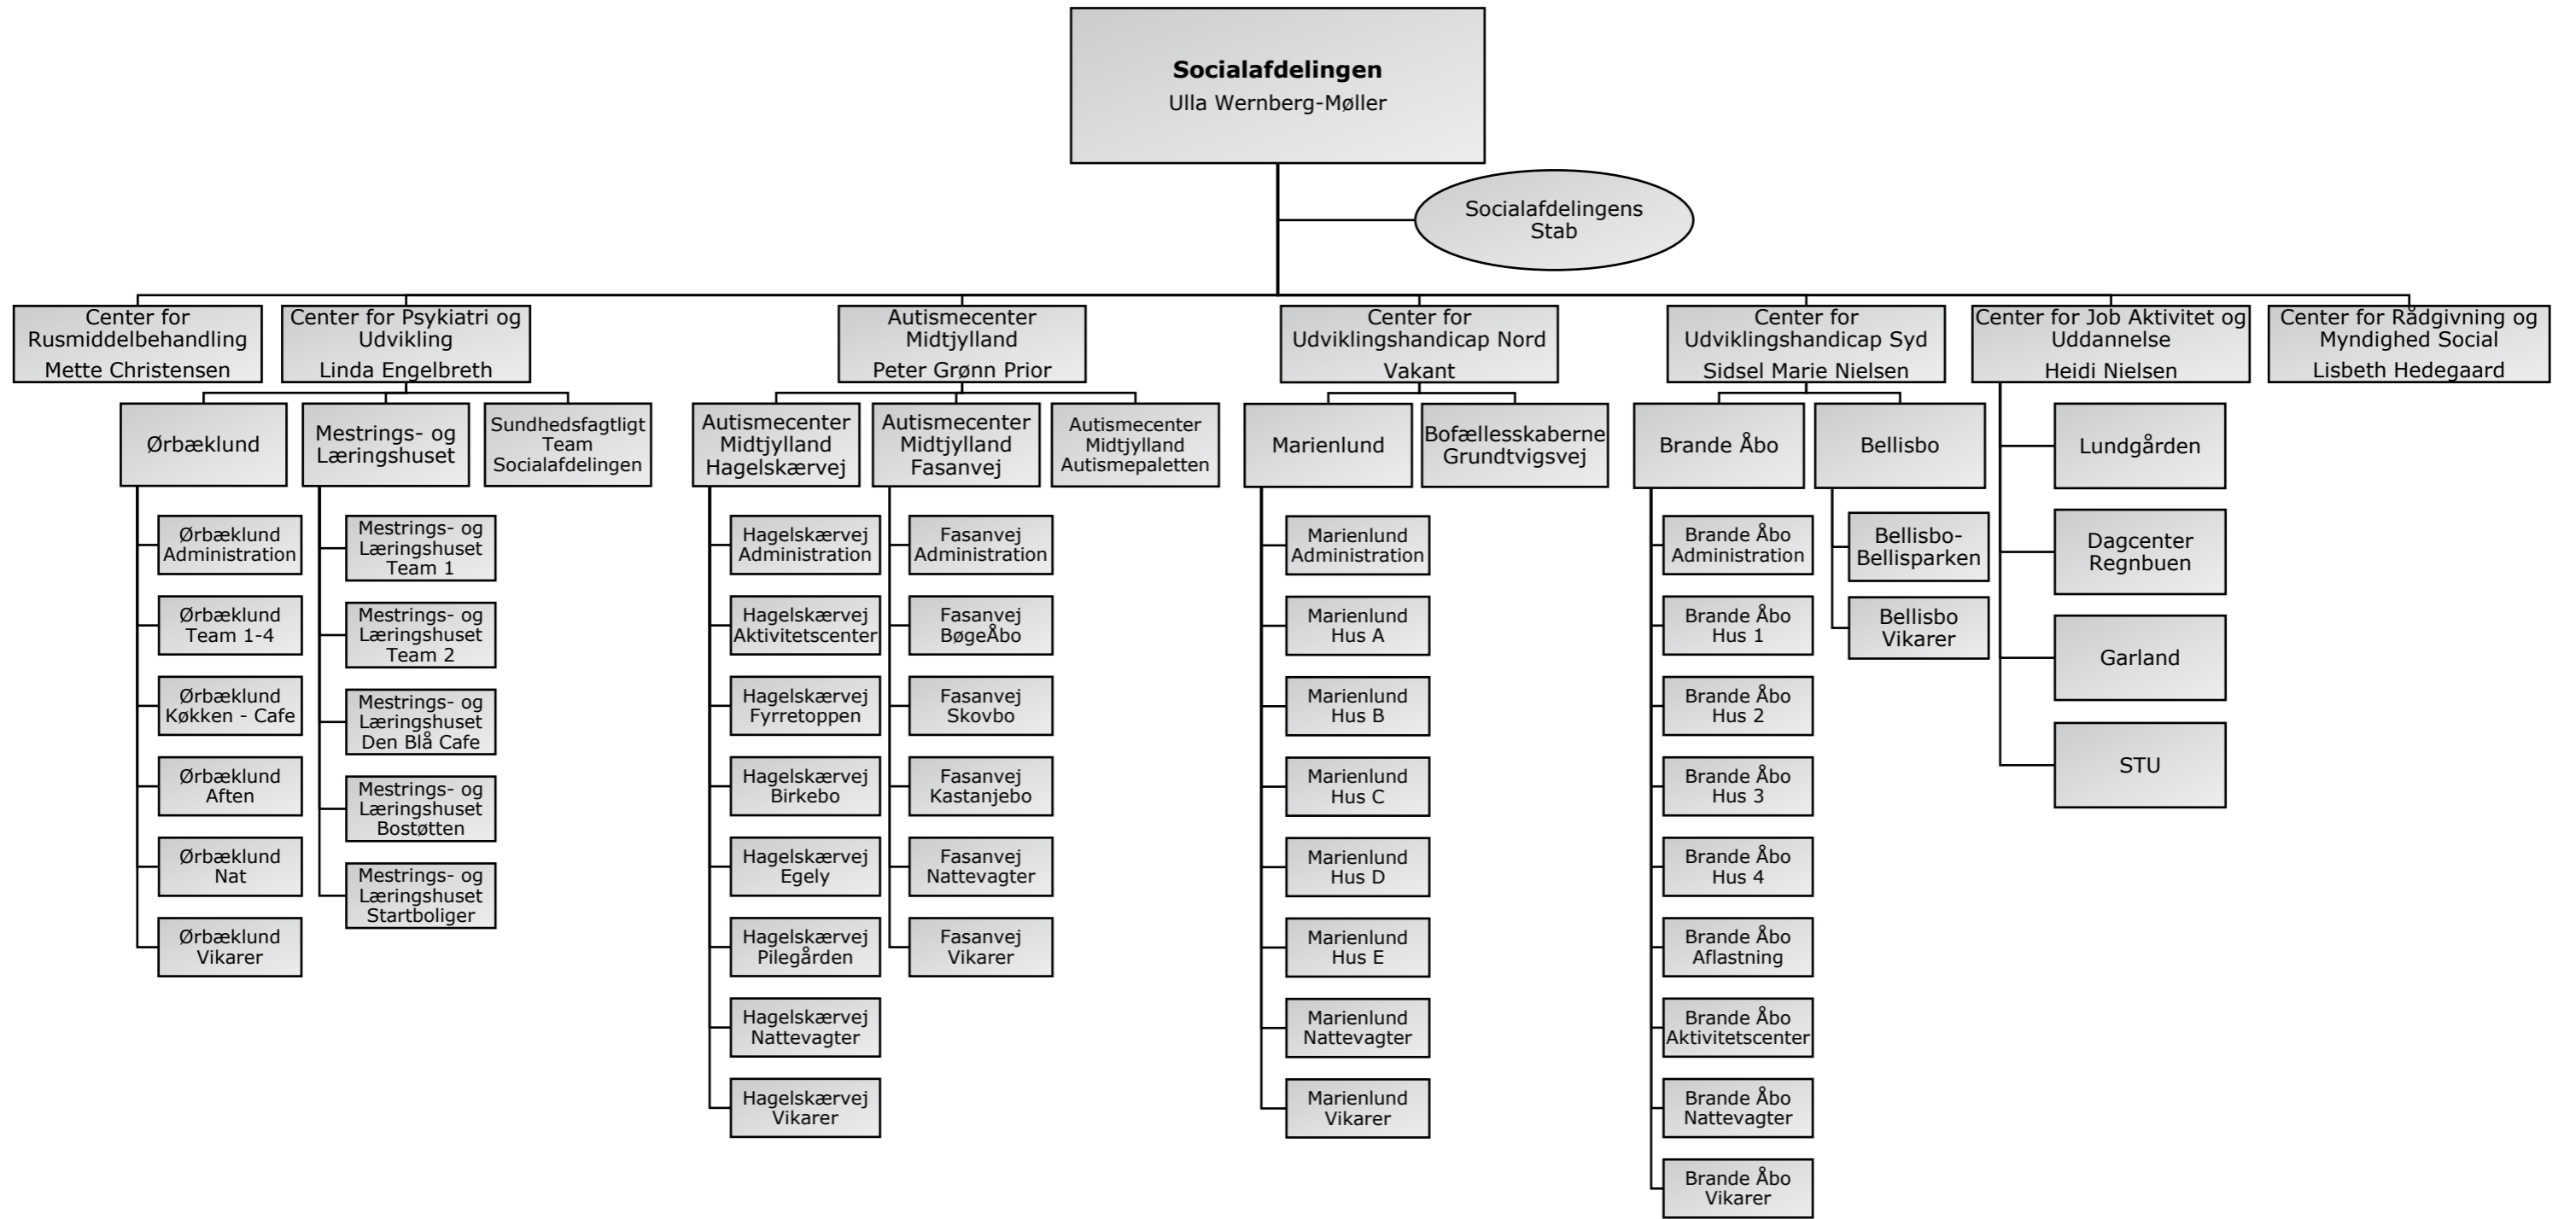 Socialafdelingen
Ulla Wernberg-Møller
Socialafdelingens
Stab
Center for
Rusmiddelbehandling
Mette Christensen
Center for Psykiatri og
Udvikling
Linda Engelbreth
Autismecenter
Midtjylland
Peter Grønn Prior
Center for
Udviklingshandicap Nord
Vakant
Center for
Udviklingshandicap Syd
Sidsel Marie Nielsen
Center for Job Aktivitet og
Uddannelse
Heidi Nielsen
Center for Rådgivning og
Myndighed Social
Lisbeth Hedegaard
Ørbæklund
Mestrings- og
Læringshuset
Sundhedsfagtligt
Team
Socialafdelingen
Autismecenter
Midtjylland
Hagelskærvej
Autismecenter
Midtjylland
Fasanvej
Autismecenter
Midtjylland
Autismepaletten
Marienlund
Bofællesskaberne
Grundtvigsvej
Brande Åbo
Bellisbo
Lundgården
Dagcenter
Regnbuen
Garland
STU
Ørbæklund
Administration
Ørbæklund
Team 1-4
Ørbæklund
Køkken - Cafe
Ørbæklund
Aften
Ørbæklund
Nat
Ørbæklund
Vikarer
Mestrings- og
Læringshuset
Team 1
Mestrings- og
Læringshuset
Team 2
Mestrings- og
Læringshuset
Den Blå Cafe
Mestrings- og
Læringshuset
Bostøtten
Mestrings- og
Læringshuset
Startboliger
Hagelskærvej
Administration
Hagelskærvej
Aktivitetscenter
Hagelskærvej
Fyrretoppen
Hagelskærvej
Birkebo
Hagelskærvej
Egely
Hagelskærvej
Pilegården
Hagelskærvej
Nattevagter
Hagelskærvej
Vikarer
Fasanvej
Administration
Fasanvej
BøgeÅbo
Fasanvej
Skovbo
Fasanvej
Kastanjebo
Fasanvej
Nattevagter
Fasanvej
Vikarer
Marienlund
Administration
Marienlund
Hus A
Marienlund
Hus B
Marienlund
Hus C
Marienlund
Hus D
Marienlund
Hus E
Marienlund
Nattevagter
Marienlund
Vikarer
Brande Åbo
Administration
Brande Åbo
Hus 1
Brande Åbo
Hus 2
Brande Åbo
Hus 3
Brande Åbo
Hus 4
Brande Åbo
Aflastning
Brande Åbo
Aktivitetscenter
Brande Åbo
Nattevagter
Brande Åbo
Vikarer
Bellisbo-
Bellisparken
Bellisbo
Vikarer